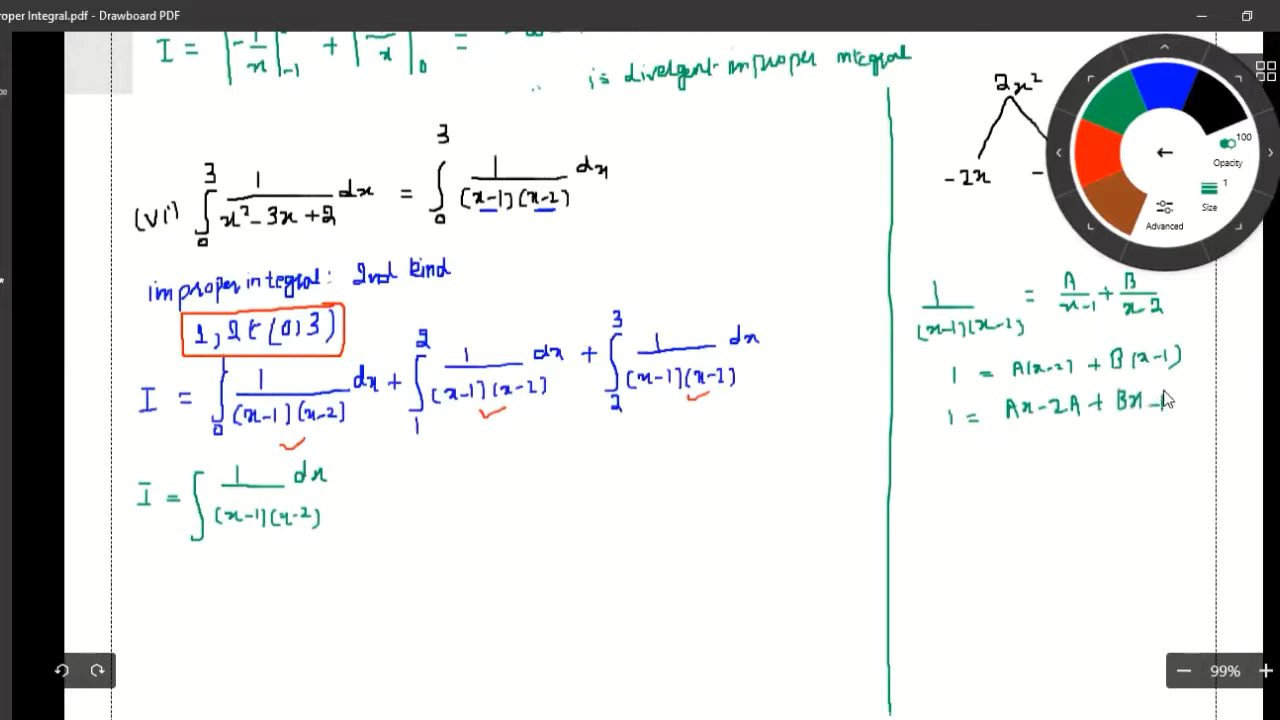 oper Integral.pdf - Drawboard PDF
I = |-1/x|_{-1} + | /x|_0 =
∴ is divergent improper integral
2x²
-2x -
100
Opacity
1
Size
Advanced
(vi) ∫_0^3 1/(x² - 3x + 2) dx = ∫_0^3 1/((x-1)(x-2)) dx
improper integral: 2nd kind
1, 2 ∈ (0, 3)
I = ∫_0^1 1/((x-1)(x-2)) dx + ∫_1^2 1/((x-1)(x-2)) dx + ∫_2^3 1/((x-1)(x-2)) dx
I = ∫ 1/((x-1)(x-2)) dx
1/((x-1)(x-2)) = A/(x-1) + B/(x-2)
1 = A(x-2) + B(x-1)
1 = Ax - 2A + Bx -
99%